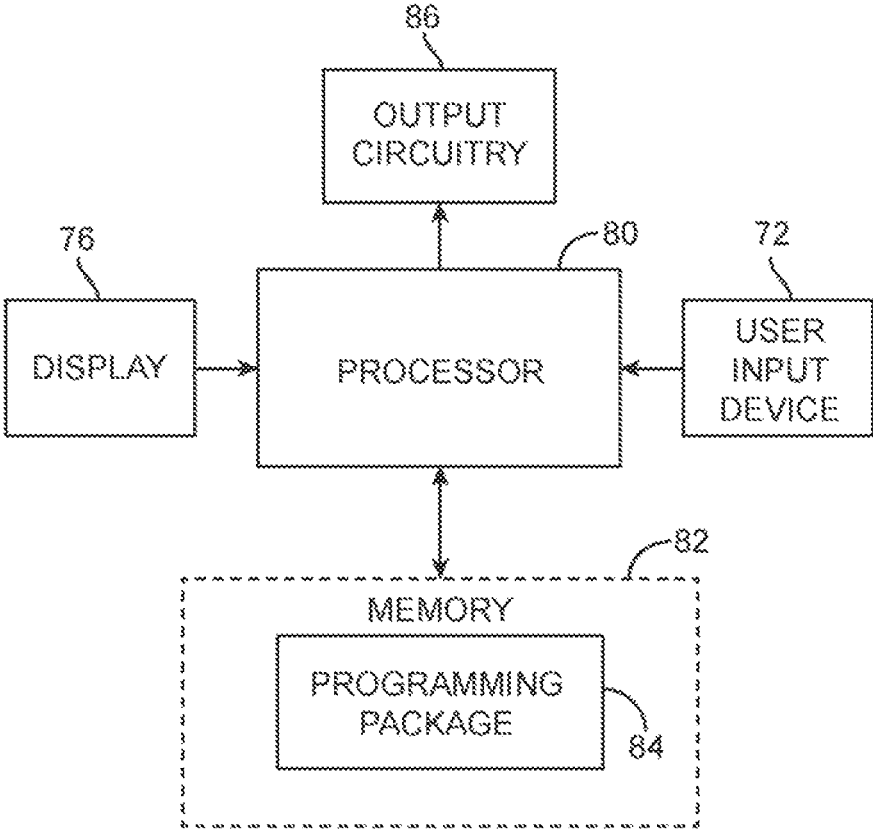 86
OUTPUT
CIRCUITRY
76
80
72
DISPLAY
PROCESSOR
USER
INPUT
DEVICE
82
MEMORY
PROGRAMMING
PACKAGE
84